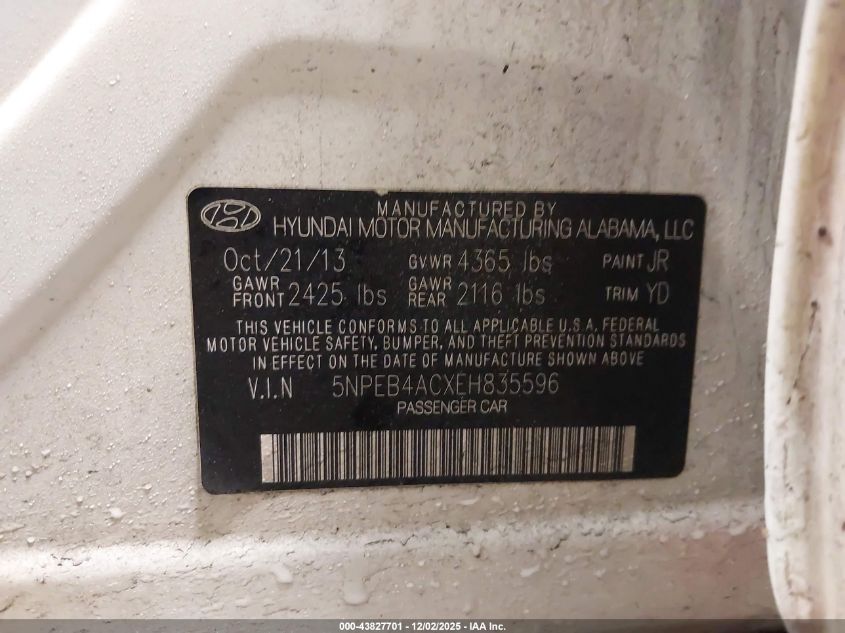 MANUFACTURED BY
HYUNDAI MOTOR MANUFACTURING ALABAMA, LLC
Oct/21/13 GVWR 4365 lbs PAINT JR
GAWR FRONT 2425 lbs GAWR REAR 2116 lbs TRIM YD
THIS VEHICLE CONFORMS TO ALL APPLICABLE U.S.A. FEDERAL
MOTOR VEHICLE SAFETY, BUMPER, AND THEFT PREVENTION STANDARDS
IN EFFECT ON THE DATE OF MANUFACTURE SHOWN ABOVE
V.I.N 5NPEB4ACXEH835596
PASSENGER CAR
000-43827701 - 12/02/2025 - IAA Inc.